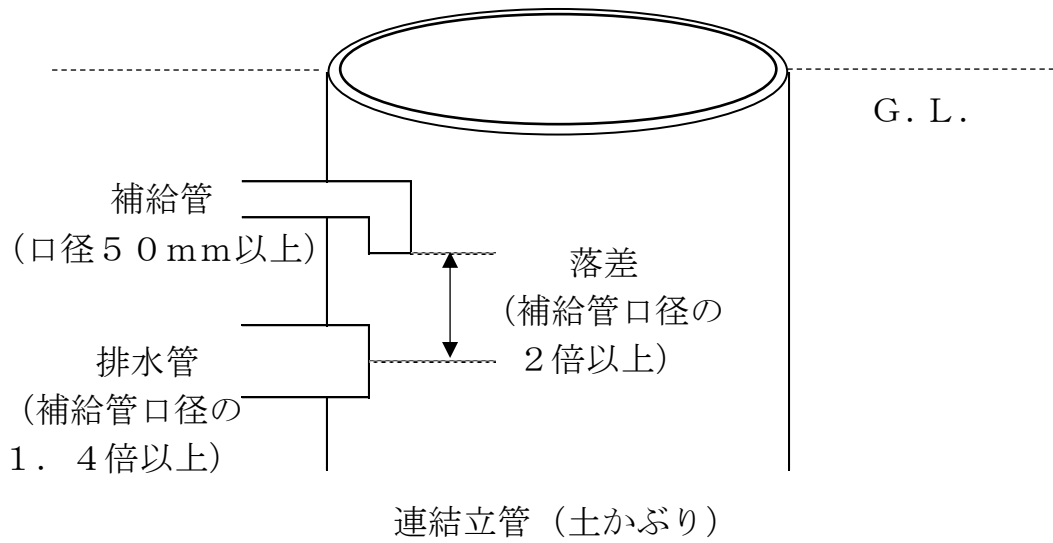 Ｇ．Ｌ．
補給管
（口径５０ｍｍ以上）
落差
（補給管口径の
２倍以上）
排水管
（補給管口径の
１．４倍以上）
連結立管（土かぶり）